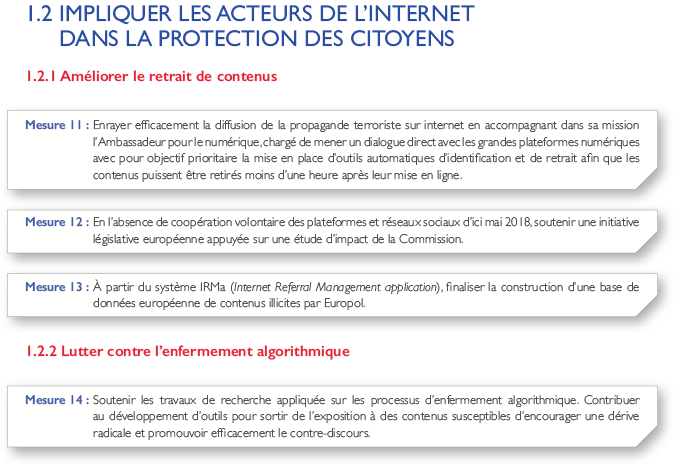 1.2 IMPLIQUER LES ACTEURS DE L'INTERNET
DANS LA PROTECTION DES CITOYENS
1.2.1 Améliorer le retrait de contenus
Mesure 11 : Enrayer efficacement la diffusion de la propagande terroriste sur internet en accompagnant dans sa mission
l'Ambassadeur pour le numérique, chargé de mener un dialogue direct avec les grandes plateformes numériques
avec pour objectif prioritaire la mise en place d'outils automatiques d'identification et de retrait afin que les
contenus puissent être retirés moins d'une heure après leur mise en ligne.
Mesure 12 : En l'absence de coopération volontaire des plateformes et réseaux sociaux d'ici mai 2018, soutenir une initiative
législative européenne appuyée sur une étude d'impact de la Commission.
Mesure 13 : À partir du système IRMa (Internet Referral Management application), finaliser la construction d'une base de
données européenne de contenus illicites par Europol.
1.2.2 Lutter contre l'enfermement algorithmique
Mesure 14 : Soutenir les travaux de recherche appliquée sur les processus d'enfermement algorithmique. Contribuer
au développement d'outils pour sortir de l'exposition à des contenus susceptibles d'encourager une dérive
radicale et promouvoir efficacement le contre-discours.